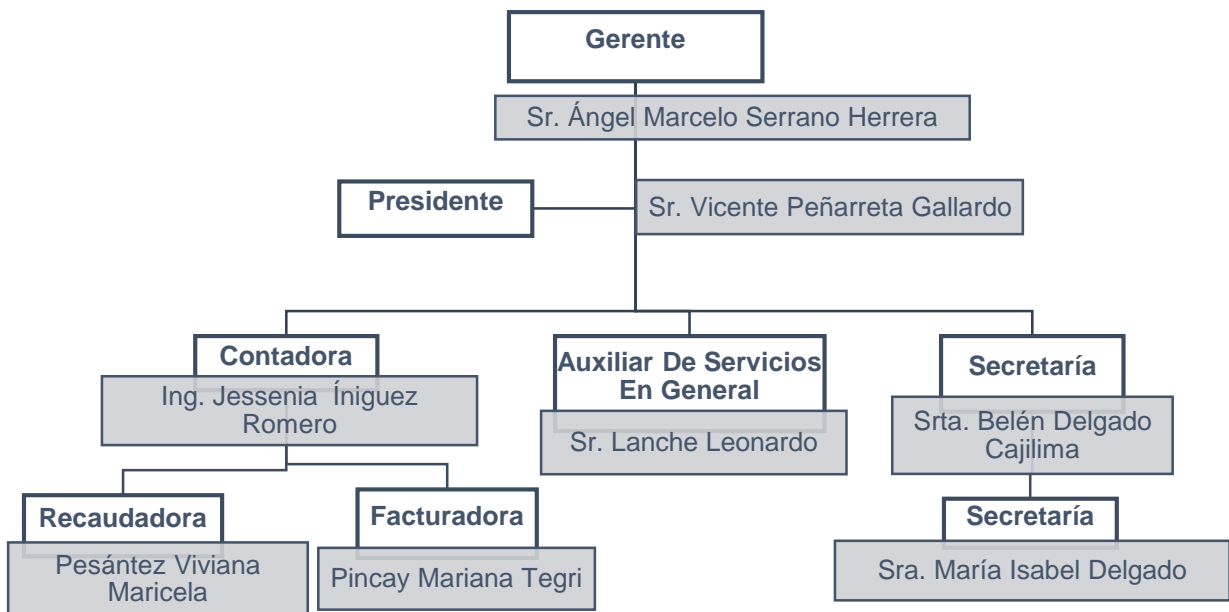 Gerente
Sr. Ángel Marcelo Serrano Herrera
Presidente
Sr. Vicente Peñarreta Gallardo
Contadora
Ing. Jessenia Íniguez
Romero
Auxiliar De Servicios
En General
Sr. Lanche Leonardo
Secretaría
Srta. Belén Delgado
Cajilima
Recaudadora
Pesántez Viviana
Maricela
Facturadora
Pincay Mariana Tegri
Secretaría
Sra. María Isabel Delgado